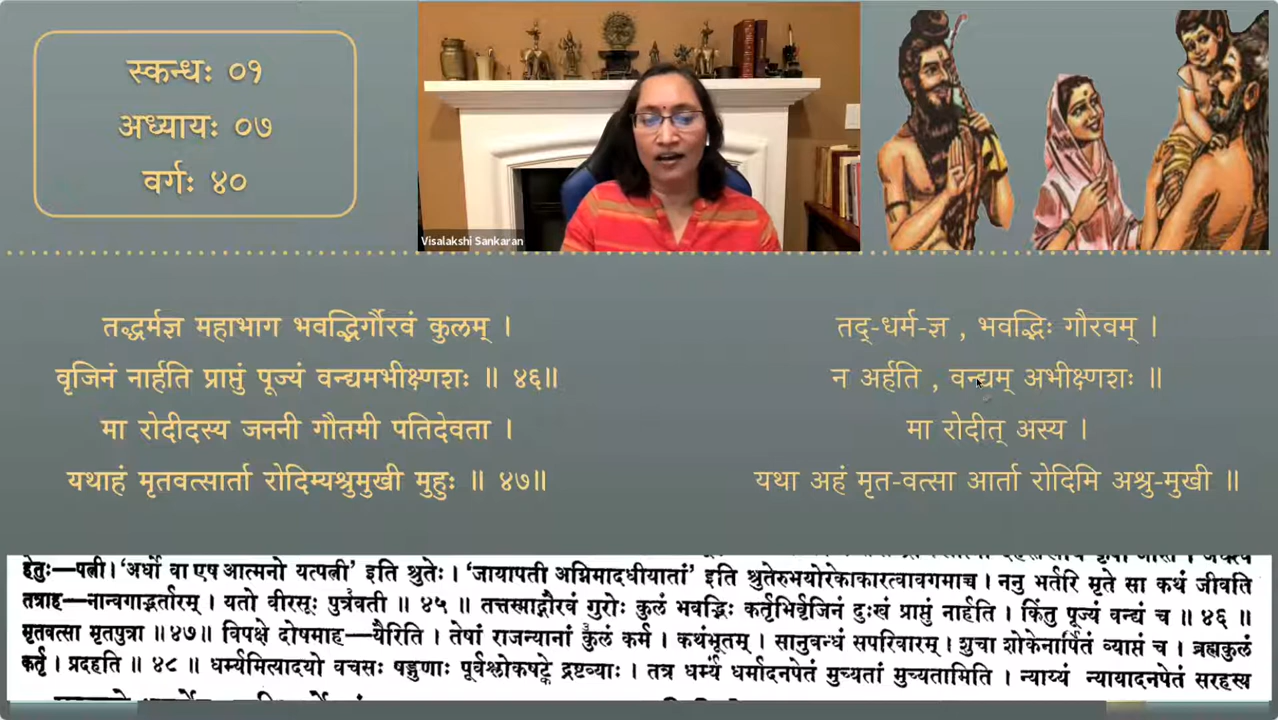 स्कन्धः ०१
अध्यायः ०७
वर्गः ४०
Visalakshi Sankaran
तद्धर्मज्ञ महाभाग भवद्भिर्गौरवं कुलम् ।
वृजिनं नार्हति प्राप्तुं पूज्यं वन्द्यमभीक्ष्णशः ॥ ४६॥
मा रोदीदस्य जननी गौतमी पतिदेवता ।
यथाहं मृतवत्सार्ता रोदिम्यश्रुमुखी मुहुः ॥ ४७॥
तद्-धर्म-ज्ञ , भवद्भिः गौरवम् ।
न अर्हति , वन्द्यम् अभीक्ष्णशः ॥
मा रोदीत् अस्य ।
यथा अहं मृत-वत्सा आर्ता रोदिमि अश्रु-मुखी ॥
हेतुः—पत्नी । 'अर्धो वा एष आत्मनो यत्पत्नी' इति श्रुतेः । 'जायापती अग्निमादधीयातां' इति श्रुतेरुभयोरेकाकारत्वावगमाच्च । ननु भर्तरि मृते सा कथं जीवति
तत्राह—नान्वगाद्भर्तारम् । यतो वीरसूः पुत्रवती ॥ ४५ ॥ तत्तस्माद्गौरवं गुरोः कुलं भवद्भिः कर्तृभिर्वृजिनं दुःखं प्राप्तुं नार्हति । किंतु पूज्यं वन्द्यं च ॥ ४६ ॥
मृतवत्सा मृतपुत्रा ॥४७॥ विपक्षे दोषमाह—यैरिति । तेषां राजन्यानां कुलं कर्म । कथंभूतम् । सानुबन्धं सपरिवारम् । शुचा शोकेनार्पितं व्याप्तं च । ब्रह्मकुलं
कर्तृ । प्रदहति ॥ ४८ ॥ धर्म्यमित्यादयो वचसः षड्गुणाः पूर्वश्लोकषट्के द्रष्टव्याः । तत्र धर्म्यं धर्मादनपेतं मुच्यतां मुच्यतामिति । न्याय्यं न्यायादनपेतं सरहस्य